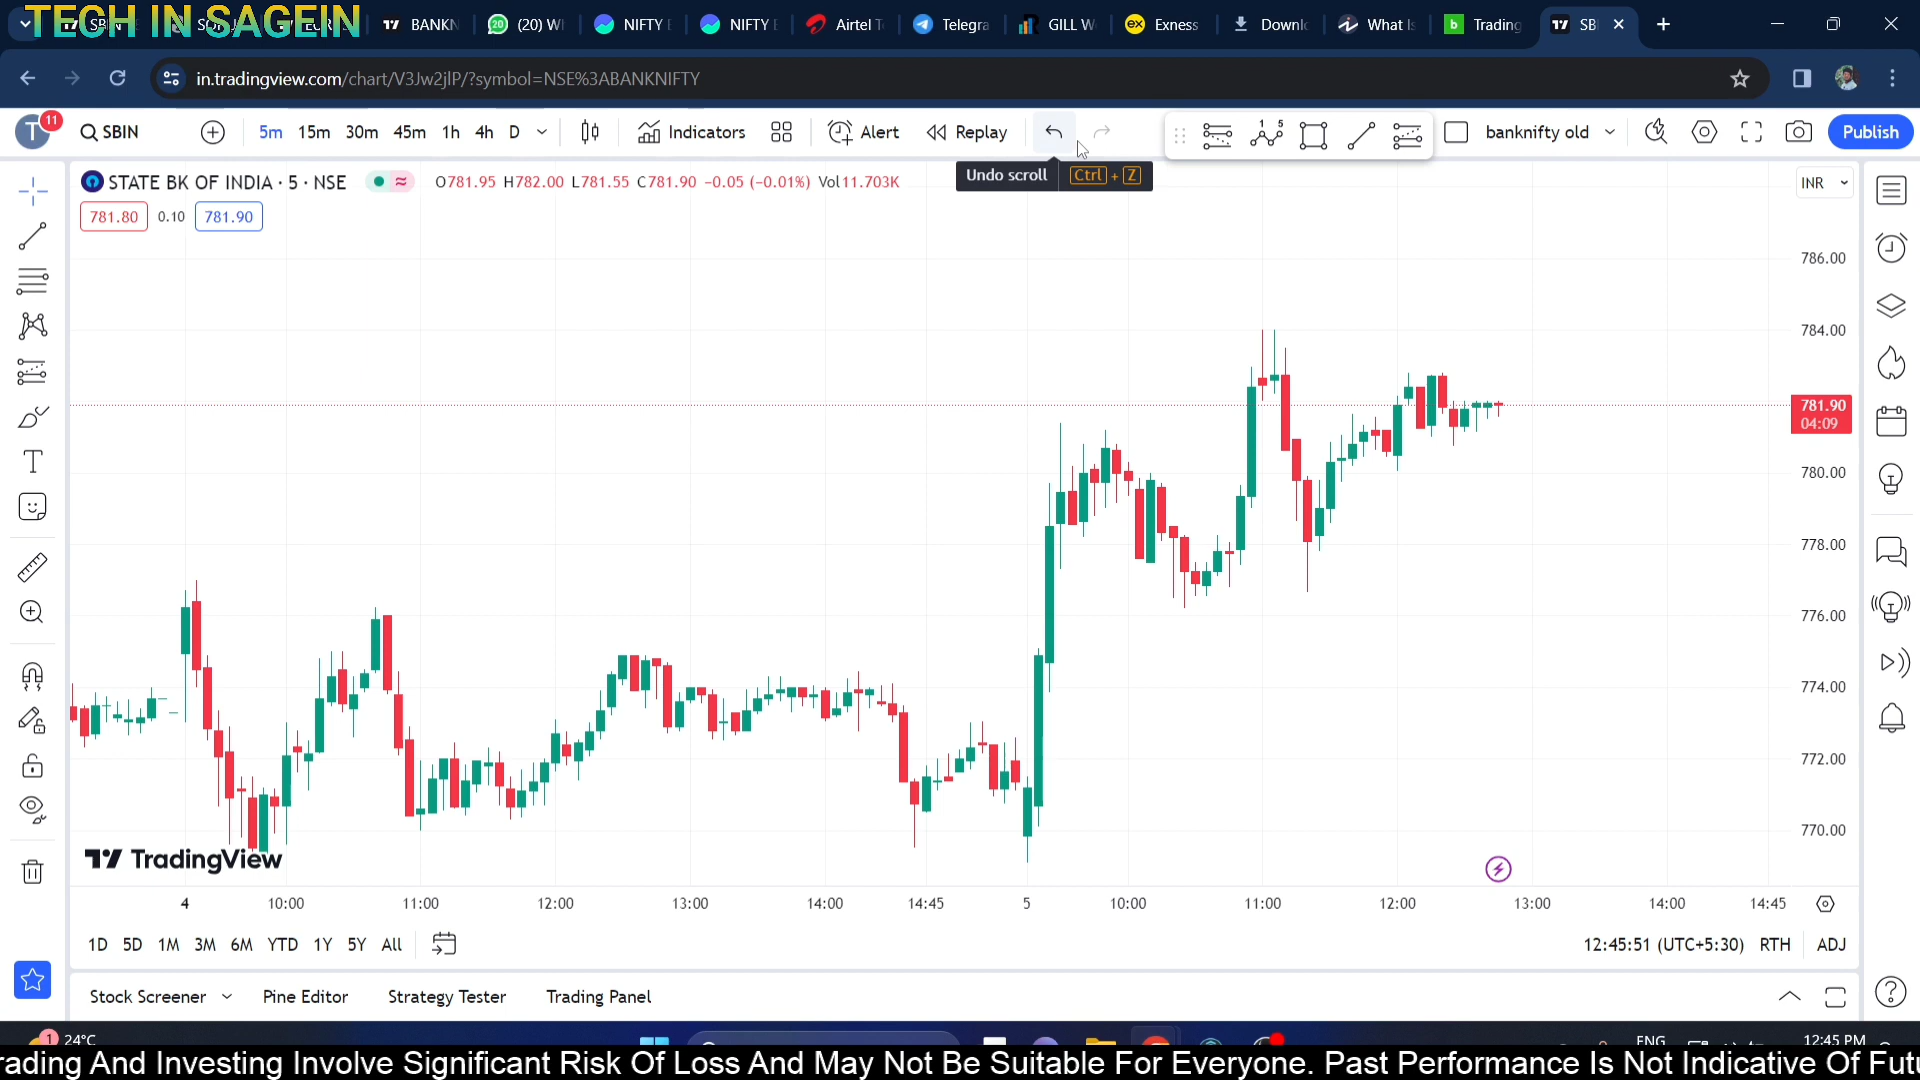 TECH IN SAGEIN
BANKN
(20) W
NIFTY
NIFTY
Airtel T
Telegra
GILL W
Exness
Downl
What Is
Trading
SB
in.tradingview.com/chart/V3Jw2jlP/?symbol=NSE%3ABANKNIFTY
T 11
SBIN
5m 15m 30m 45m 1h 4h D
Indicators
Alert
Replay
banknifty old
Publish
Undo scroll Ctrl + Z
STATE BK OF INDIA · 5 · NSE
O781.95 H782.00 L781.55 C781.90 -0.05 (-0.01%) Vol11.703K
INR
781.80 0.10 781.90
786.00
784.00
781.90
04:09
780.00
778.00
776.00
774.00
772.00
770.00
TradingView
4 10:00 11:00 12:00 13:00 14:00 14:45 5 10:00 11:00 12:00 13:00 14:00 14:45
1D 5D 1M 3M 6M YTD 1Y 5Y All
12:45:51 (UTC+5:30) RTH ADJ
Stock Screener Pine Editor Strategy Tester Trading Panel
1 24°C
ENG
12:45 PM
rading And Investing Involve Significant Risk Of Loss And May Not Be Suitable For Everyone. Past Performance Is Not Indicative Of Futu